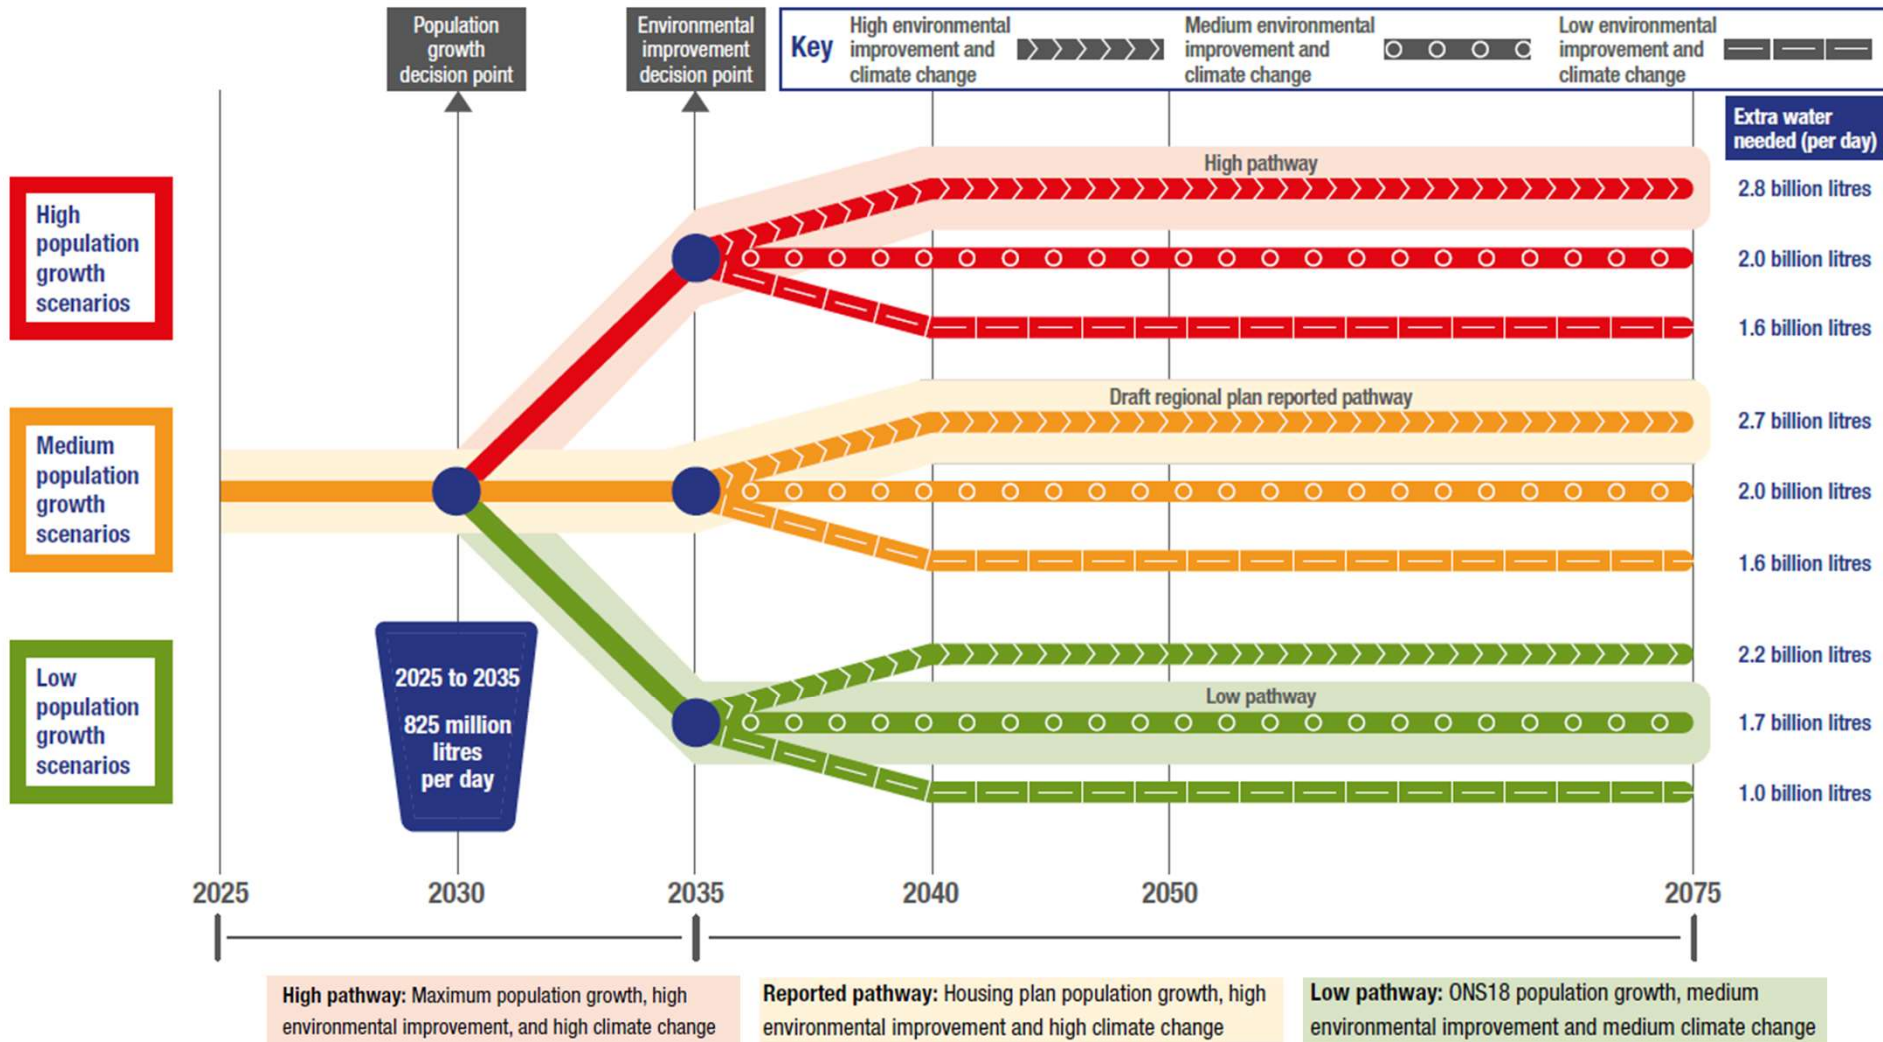 Population
growth
decision point
Environmental
improvement
decision point
Key
High environmental
improvement and
climate change
Medium environmental
improvement and
climate change
Low environmental
improvement and
climate change
Extra water
needed (per day)
High
population
growth
scenarios
High pathway
2.8 billion litres
2.0 billion litres
1.6 billion litres
Medium
population
growth
scenarios
Draft regional plan reported pathway
2.7 billion litres
2.0 billion litres
1.6 billion litres
Low
population
growth
scenarios
2025 to 2035
825 million
litres
per day
Low pathway
2.2 billion litres
1.7 billion litres
1.0 billion litres
2025
2030
2035
2040
2050
2075
High pathway: Maximum population growth, high
environmental improvement, and high climate change
Reported pathway: Housing plan population growth, high
environmental improvement and high climate change
Low pathway: ONS18 population growth, medium
environmental improvement and medium climate change